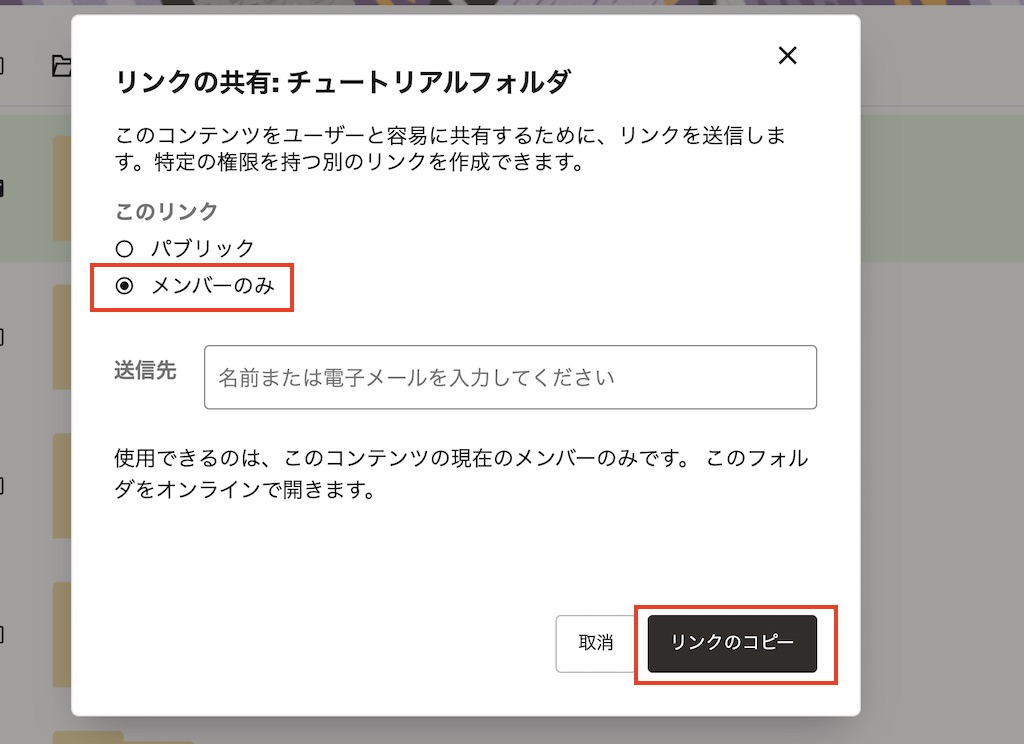 リンクの共有: チュートリアルフォルダ
このコンテンツをユーザーと容易に共有するために、リンクを送信しま
す。特定の権限を持つ別のリンクを作成できます。
このリンク
パブリック
メンバーのみ
送信先
名前または電子メールを入力してください
使用できるのは、このコンテンツの現在のメンバーのみです。 このフォル
ダをオンラインで開きます。
取消
リンクのコピー